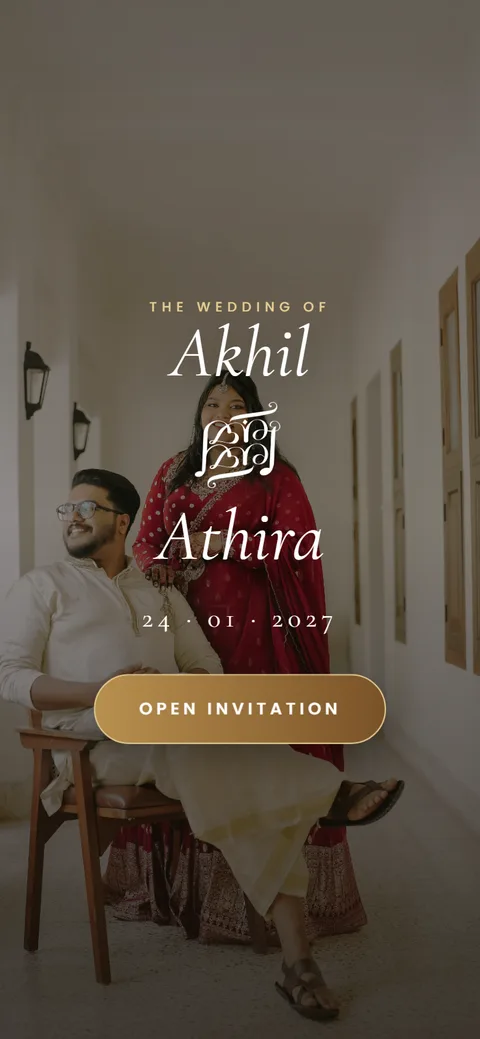 THE WEDDING OF
Akhil
Athira
24 · 01 · 2027
OPEN INVITATION